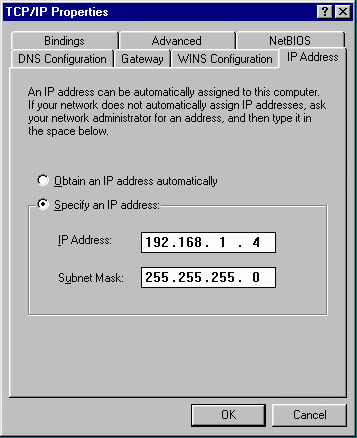 TCP/IP Properties
Bindings Advanced NetBIOS
DNS Configuration Gateway WINS Configuration IP Address
An IP address can be automatically assigned to this computer.
If your network does not automatically assign IP addresses, ask
your network administrator for an address, and then type it in
the space below.
Obtain an IP address automatically
Specify an IP address:
IP Address: 192.168. 1 . 4
Subnet Mask: 255.255.255. 0
OK Cancel